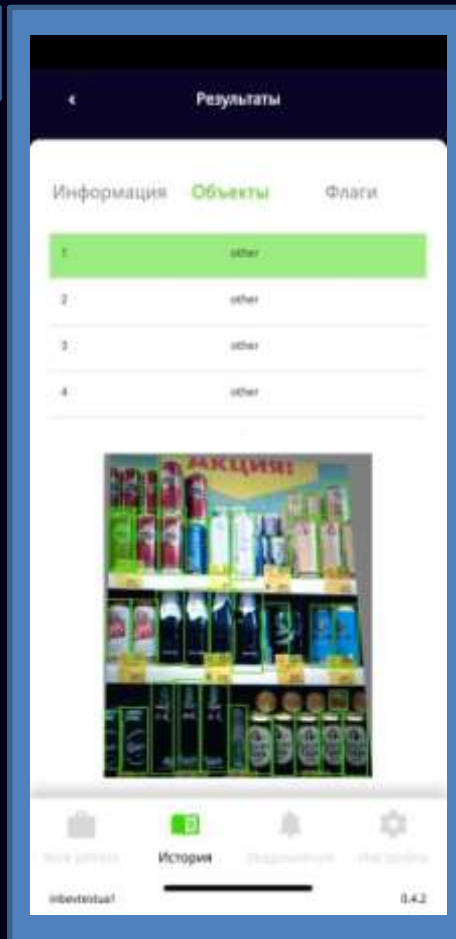 Результаты
Информация Объекты Флаги
1 other
2 other
3 other
4 other
АКЦИЯ!
История
0.4.2